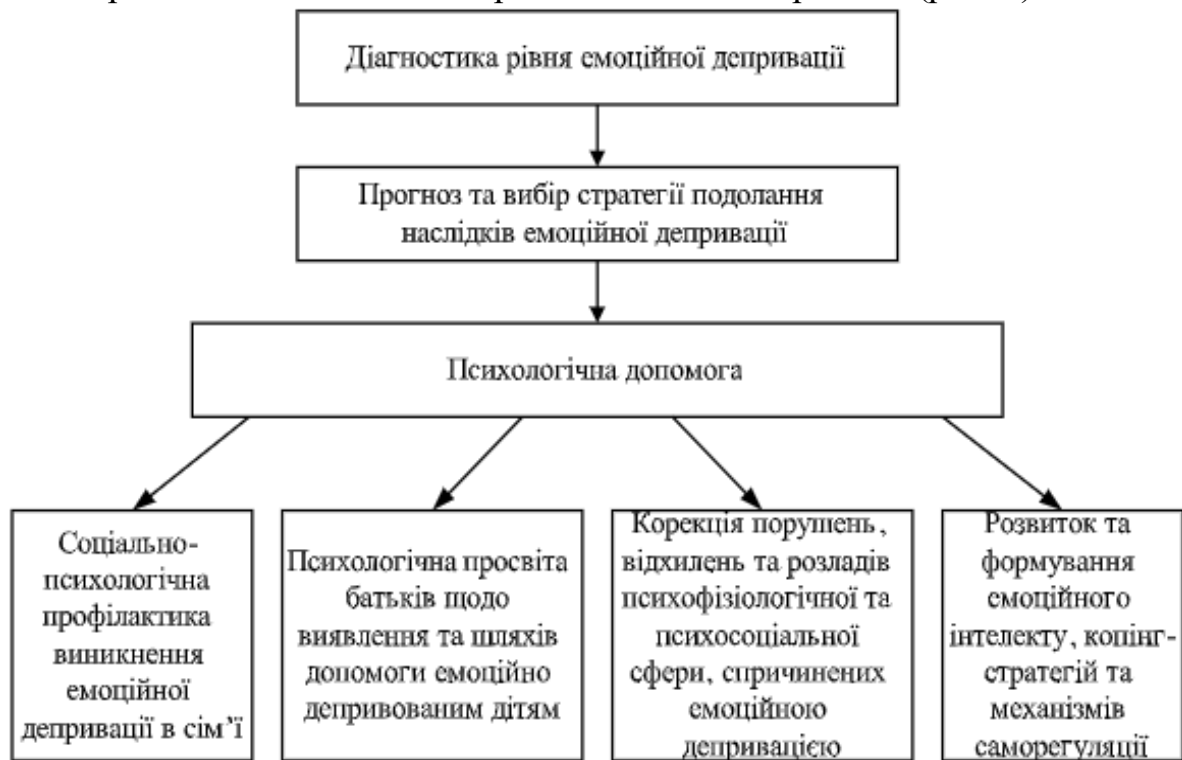 Діагностика рівня емоційної депривації
Прогноз та вибір стратегії подолання
наслідків емоційної депривації
Психологічна допомога
Соціально-
психологічна
профілактика
виникнення
емоційної
депривації в сім’ї
Психологічна просвіта
батьків щодо
виявлення та шляхів
допомоги емоційно
депривованим дітям
Корекція порушень,
відхилень та розладів
психофізіологічної та
психосоціальної
сфери, спричинених
емоційною
депривацією
Розвиток та
формування
емоційного
інтелекту, копінг-
стратегій та
механізмів
саморегуляції